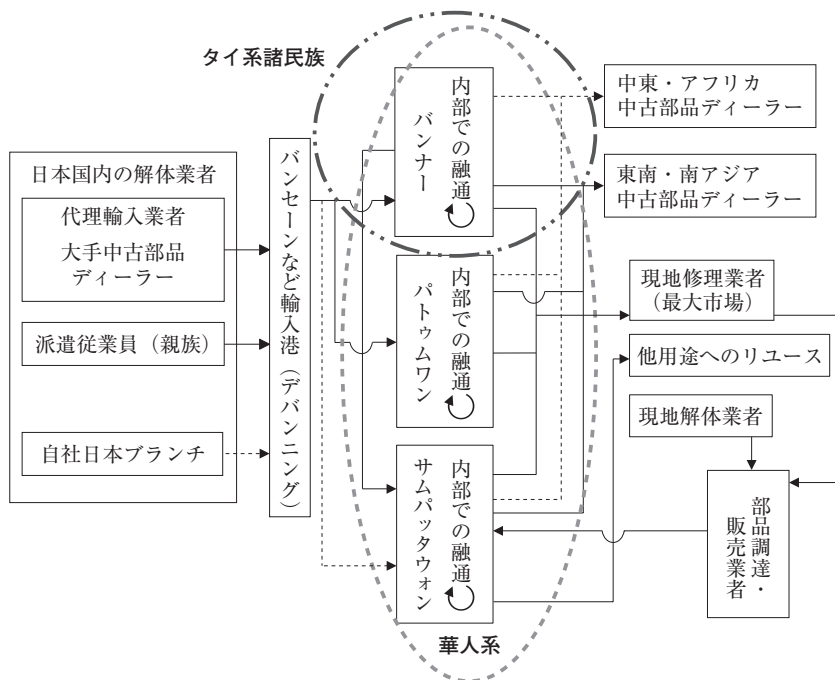 タイ系諸民族
日本国内の解体業者
代理輸入業者
大手中古部品
ディーラー
派遣従業員（親族）
自社日本ブランチ
バンセーンなど輸入港（デバンニング）
内部での融通
バンナー
内部での融通
パトゥムワン
内部での融通
サムパッタウォン
華人系
中東・アフリカ
中古部品ディーラー
東南・南アジア
中古部品ディーラー
現地修理業者
（最大市場）
他用途へのリユース
現地解体業者
部品調達・
販売業者